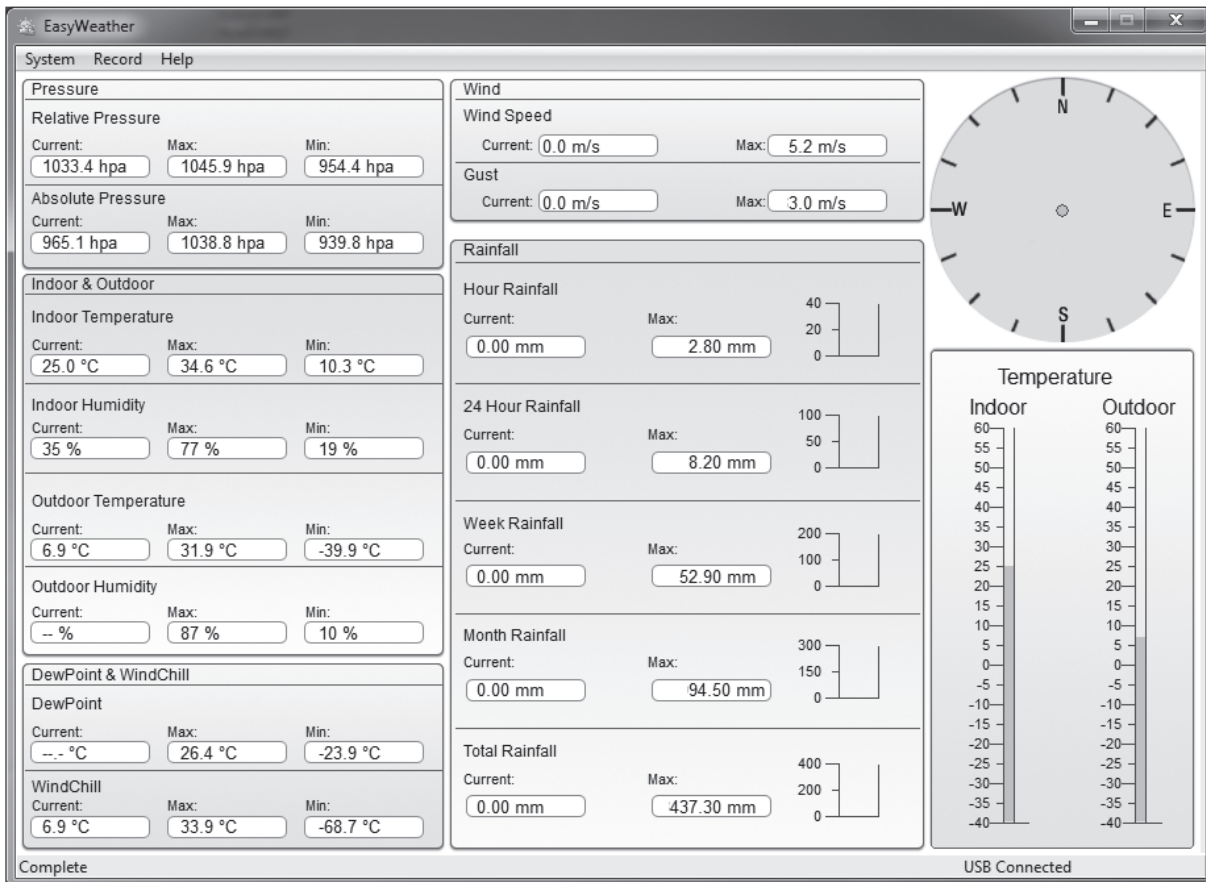 EasyWeather
System Record Help
Pressure
Relative Pressure
Current: Max: Min:
1033.4 hpa 1045.9 hpa 954.4 hpa
Absolute Pressure
Current: Max: Min:
965.1 hpa 1038.8 hpa 939.8 hpa
Indoor & Outdoor
Indoor Temperature
Current: Max: Min:
25.0 °C 34.6 °C 10.3 °C
Indoor Humidity
Current: Max: Min:
35 % 77 % 19 %
Outdoor Temperature
Current: Max: Min:
6.9 °C 31.9 °C -39.9 °C
Outdoor Humidity
Current: Max: Min:
-- % 87 % 10 %
DewPoint & WindChill
DewPoint
Current: Max: Min:
--.- °C 26.4 °C -23.9 °C
WindChill
Current: Max: Min:
6.9 °C 33.9 °C -68.7 °C
Wind
Wind Speed
Current: 0.0 m/s Max: 5.2 m/s
Gust
Current: 0.0 m/s Max: 3.0 m/s
Rainfall
Hour Rainfall
Current: Max:
0.00 mm 2.80 mm
40
20
0
24 Hour Rainfall
Current: Max:
0.00 mm 8.20 mm
100
50
0
Week Rainfall
Current: Max:
0.00 mm 52.90 mm
200
100
0
Month Rainfall
Current: Max:
0.00 mm 94.50 mm
300
150
0
Total Rainfall
Current: Max:
0.00 mm 437.30 mm
400
200
0
N
W E
S
Temperature
Indoor Outdoor
60 60
55 55
50 50
45 45
40 40
35 35
30 30
25 25
20 20
15 15
10 10
5 5
0 0
-5 -5
-10 -10
-15 -15
-20 -20
-25 -25
-30 -30
-35 -35
-40 -40
Complete USB Connected